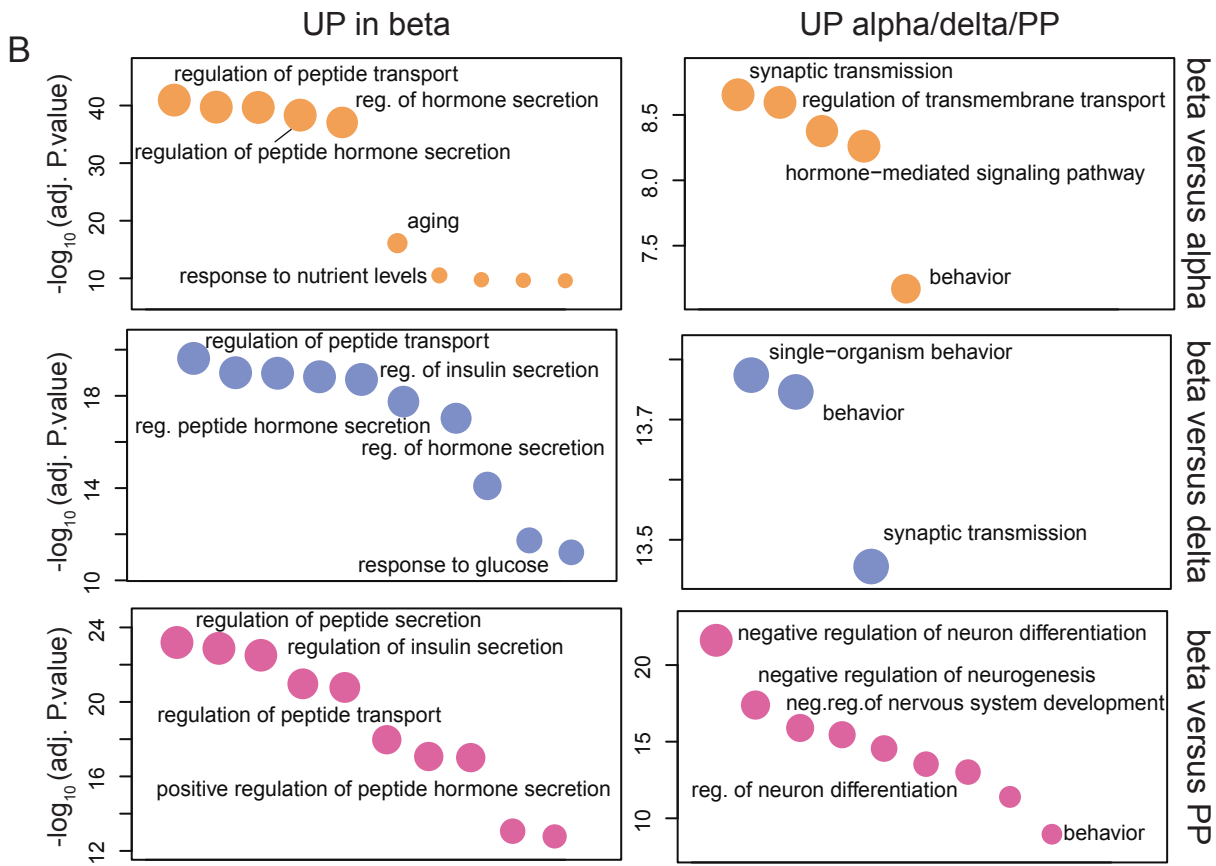 B
UP in beta
UP alpha/delta/PP
-log10 (adj. P.value)
40
30
20
10
regulation of peptide transport
reg. of hormone secretion
regulation of peptide hormone secretion
aging
response to nutrient levels
8.5
8.0
7.5
synaptic transmission
regulation of transmembrane transport
hormone−mediated signaling pathway
behavior
beta versus alpha
-log10 (adj. P.value)
18
14
10
regulation of peptide transport
reg. of insulin secretion
reg. peptide hormone secretion
reg. of hormone secretion
response to glucose
13.7
13.5
single−organism behavior
behavior
synaptic transmission
beta versus delta
-log10 (adj. P.value)
24
20
16
12
regulation of peptide secretion
regulation of insulin secretion
regulation of peptide transport
positive regulation of peptide hormone secretion
20
15
10
negative regulation of neuron differentiation
negative regulation of neurogenesis
neg.reg.of nervous system development
reg. of neuron differentiation
behavior
beta versus PP